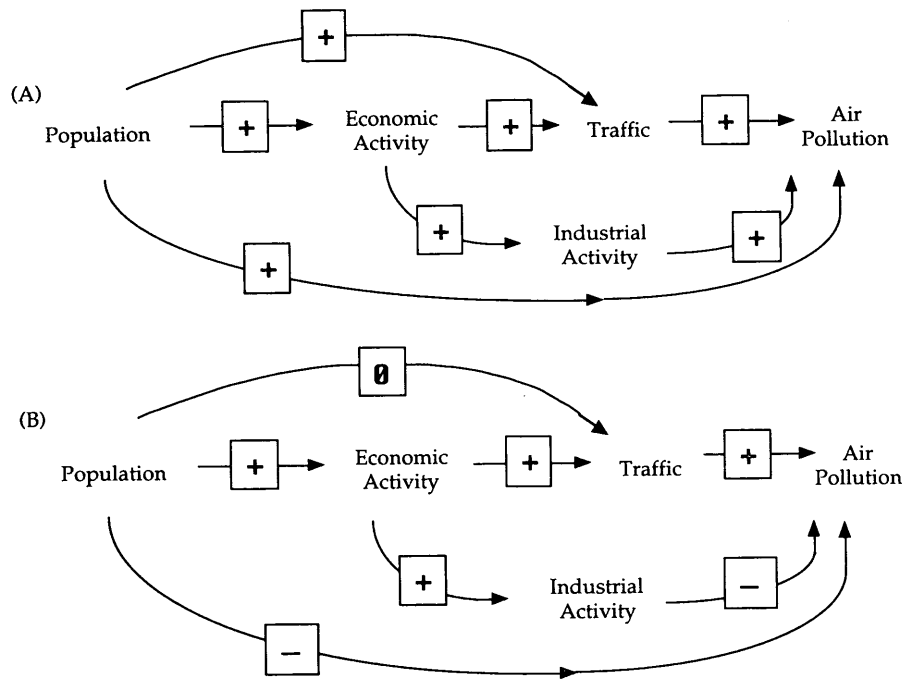 +
(A)
Population + Economic Activity + Traffic + Air Pollution
+ Industrial Activity +
+
0
(B)
Population + Economic Activity + Traffic + Air Pollution
+ Industrial Activity −
−